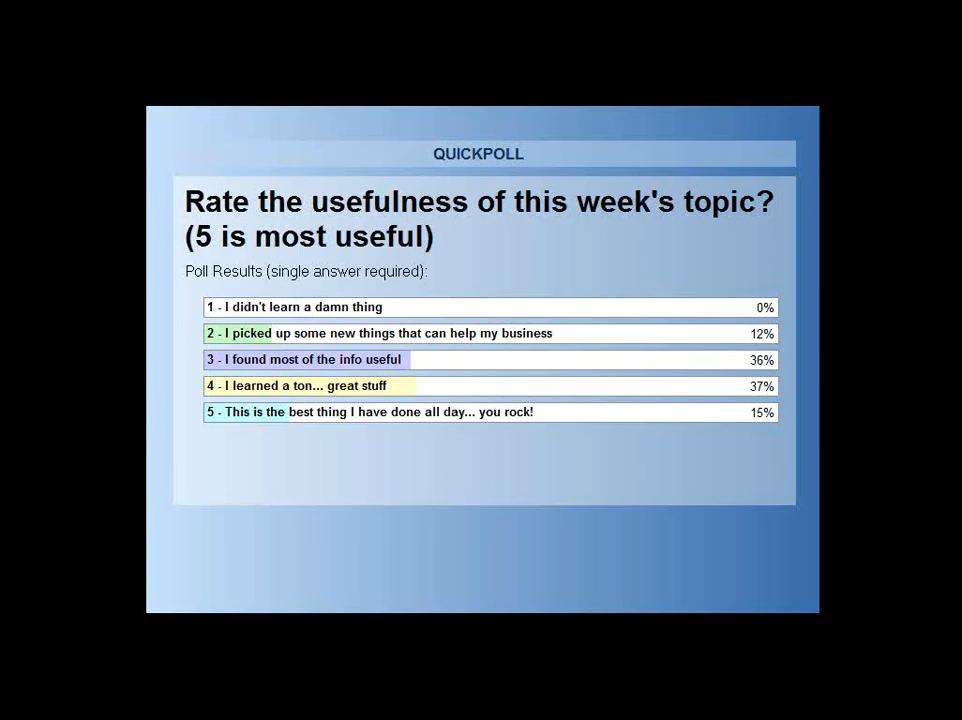 QUICKPOLL
Rate the usefulness of this week's topic?
(5 is most useful)
Poll Results (single answer required):
1 - I didn't learn a damn thing 0%
2 - I picked up some new things that can help my business 12%
3 - I found most of the info useful 36%
4 - I learned a ton... great stuff 37%
5 - This is the best thing I have done all day... you rock! 15%